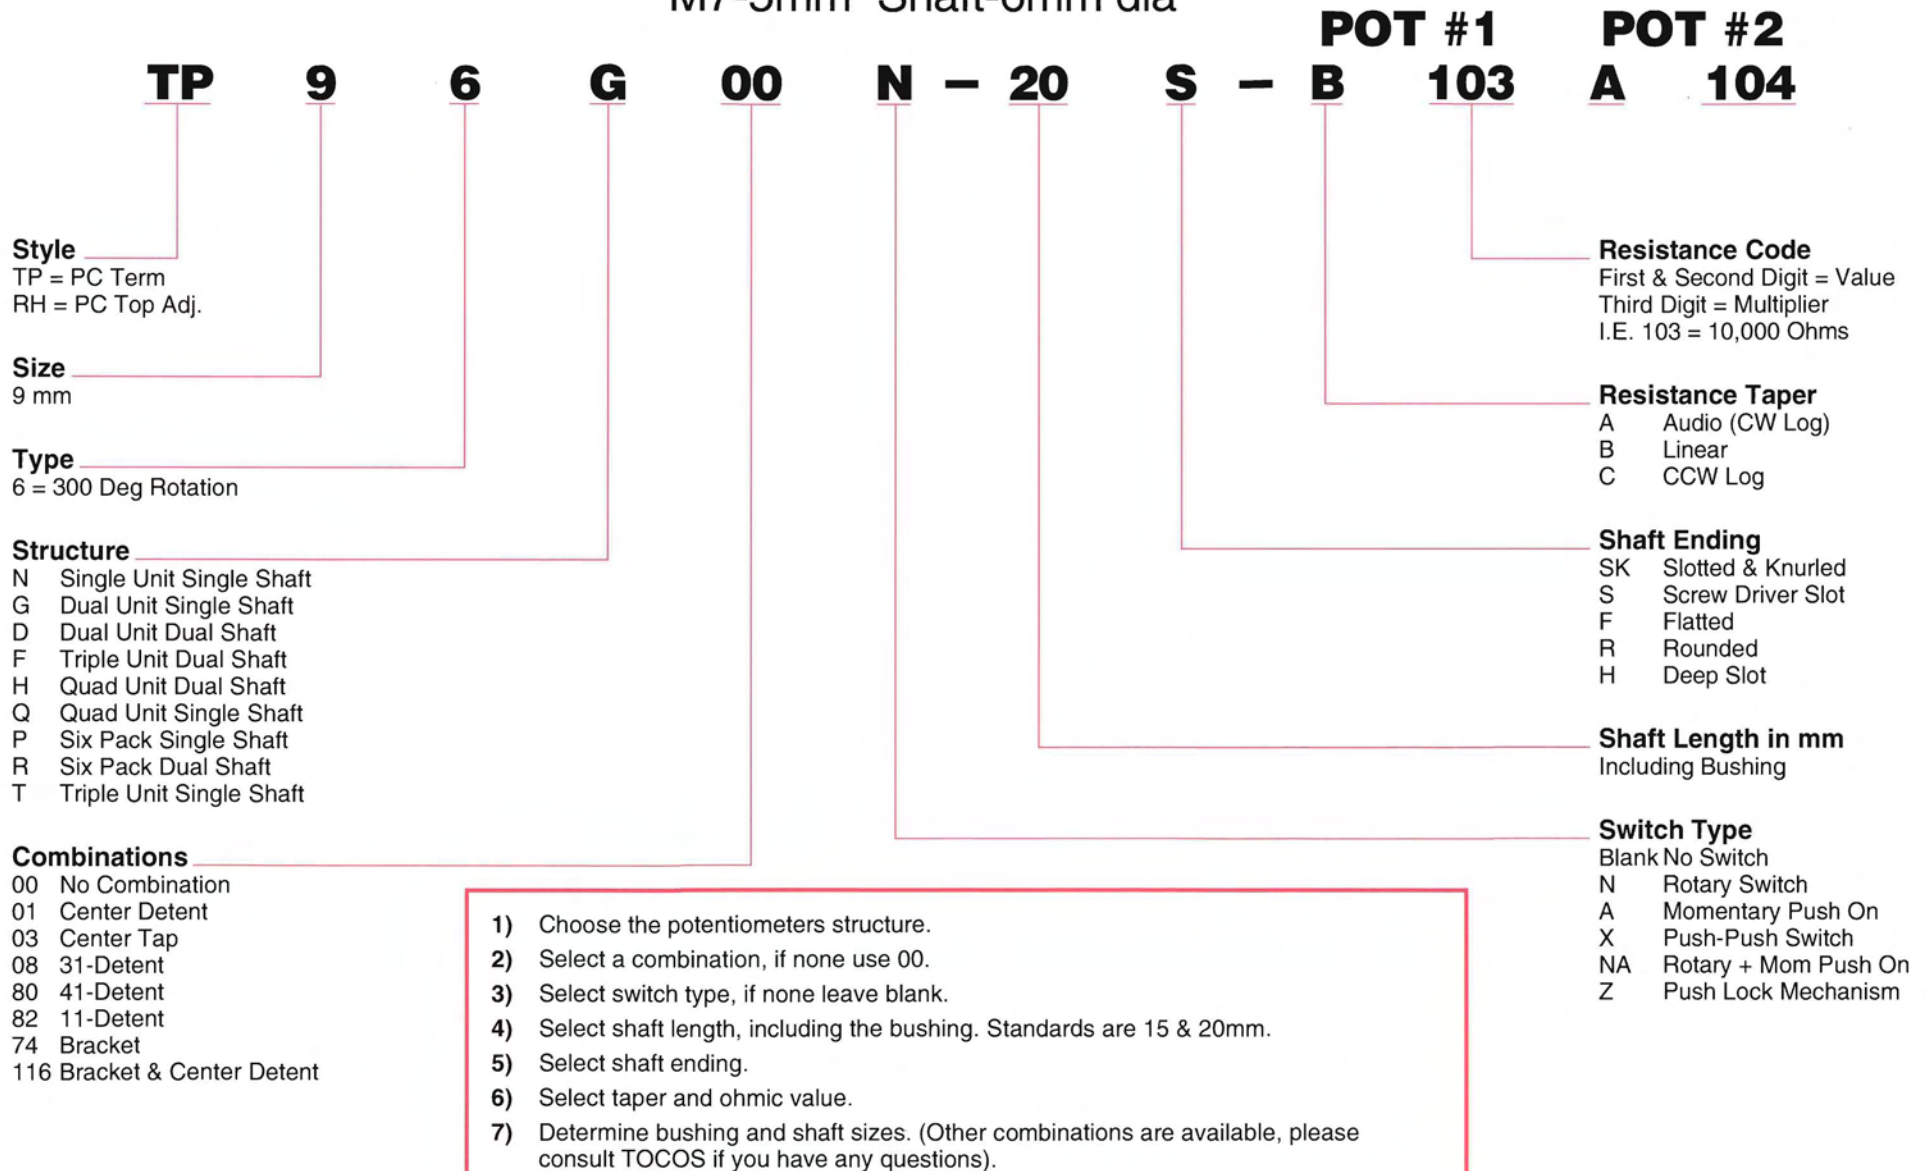 M7-5mm Shaft-6mm dia
POT #1 POT #2
TP 9 6 G 00 N – 20 S – B 103 A 104
Style
TP = PC Term
RH = PC Top Adj.
Size
9 mm
Type
6 = 300 Deg Rotation
Structure
N Single Unit Single Shaft
G Dual Unit Single Shaft
D Dual Unit Dual Shaft
F Triple Unit Dual Shaft
H Quad Unit Dual Shaft
Q Quad Unit Single Shaft
P Six Pack Single Shaft
R Six Pack Dual Shaft
T Triple Unit Single Shaft
Combinations
00 No Combination
01 Center Detent
03 Center Tap
08 31-Detent
80 41-Detent
82 11-Detent
74 Bracket
116 Bracket & Center Detent
1) Choose the potentiometers structure.
2) Select a combination, if none use 00.
3) Select switch type, if none leave blank.
4) Select shaft length, including the bushing. Standards are 15 & 20mm.
5) Select shaft ending.
6) Select taper and ohmic value.
7) Determine bushing and shaft sizes. (Other combinations are available, please
consult TOCOS if you have any questions).
Resistance Code
First & Second Digit = Value
Third Digit = Multiplier
I.E. 103 = 10,000 Ohms
Resistance Taper
A Audio (CW Log)
B Linear
C CCW Log
Shaft Ending
SK Slotted & Knurled
S Screw Driver Slot
F Flatted
R Rounded
H Deep Slot
Shaft Length in mm
Including Bushing
Switch Type
Blank No Switch
N Rotary Switch
A Momentary Push On
X Push-Push Switch
NA Rotary + Mom Push On
Z Push Lock Mechanism